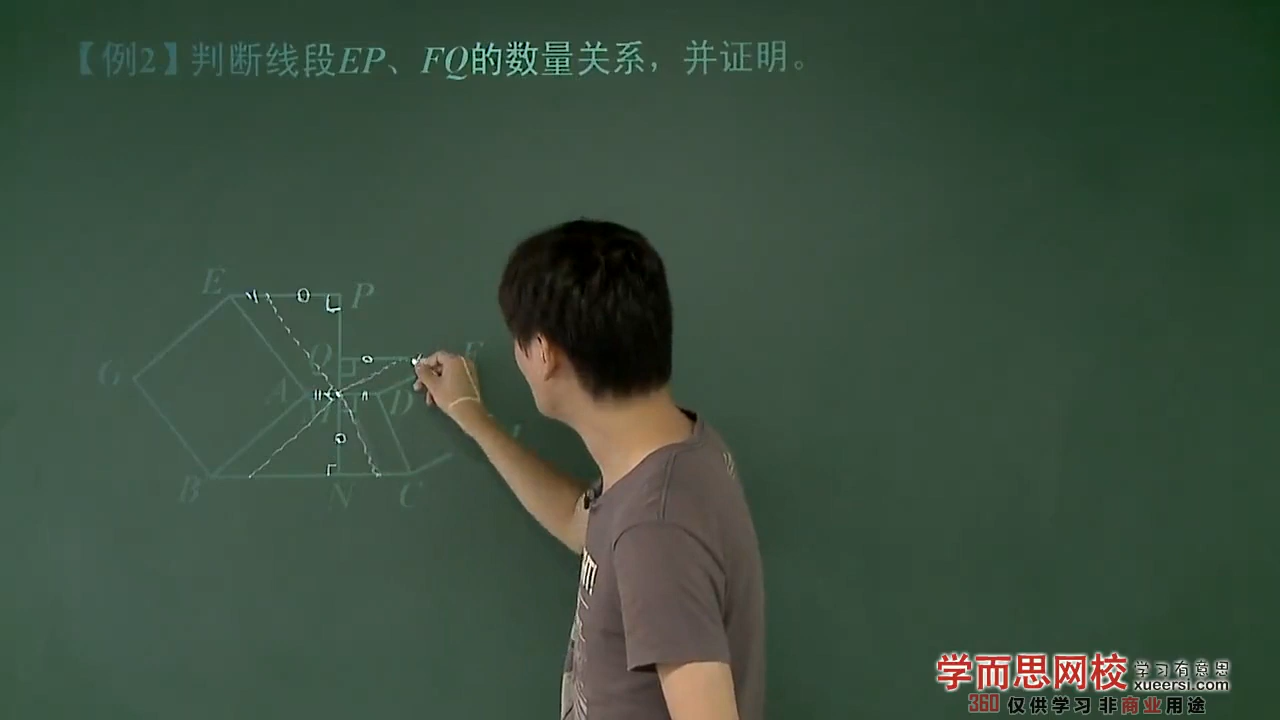 【例2】判断线段EP、FQ的数量关系，并证明。
E
P
Q
F
G
A
D
B
N
C
学而思网校 学习有意思
xueersi.com
360 仅供学习 非商业用途